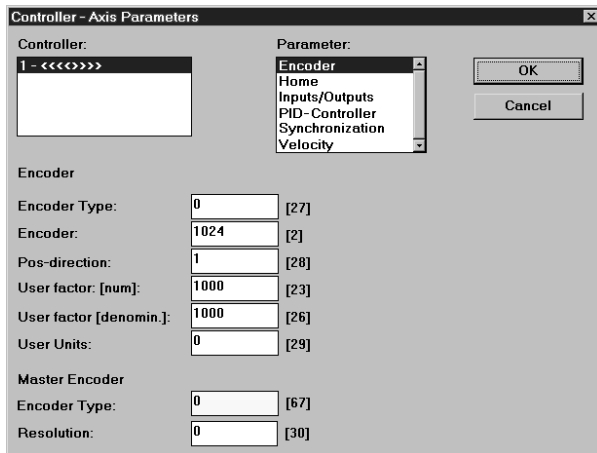 Controller - Axis Parameters
Controller: Parameter:
1 - <<<<>>>> Encoder OK
Home
Inputs/Outputs
PID-Controller Cancel
Synchronization
Velocity
Encoder
Encoder Type: 0 [27]
Encoder: 1024 [2]
Pos-direction: 1 [28]
User factor: [num]: 1000 [23]
User factor [denomin.]: 1000 [26]
User Units: 0 [29]
Master Encoder
Encoder Type: 0 [67]
Resolution: 0 [30]